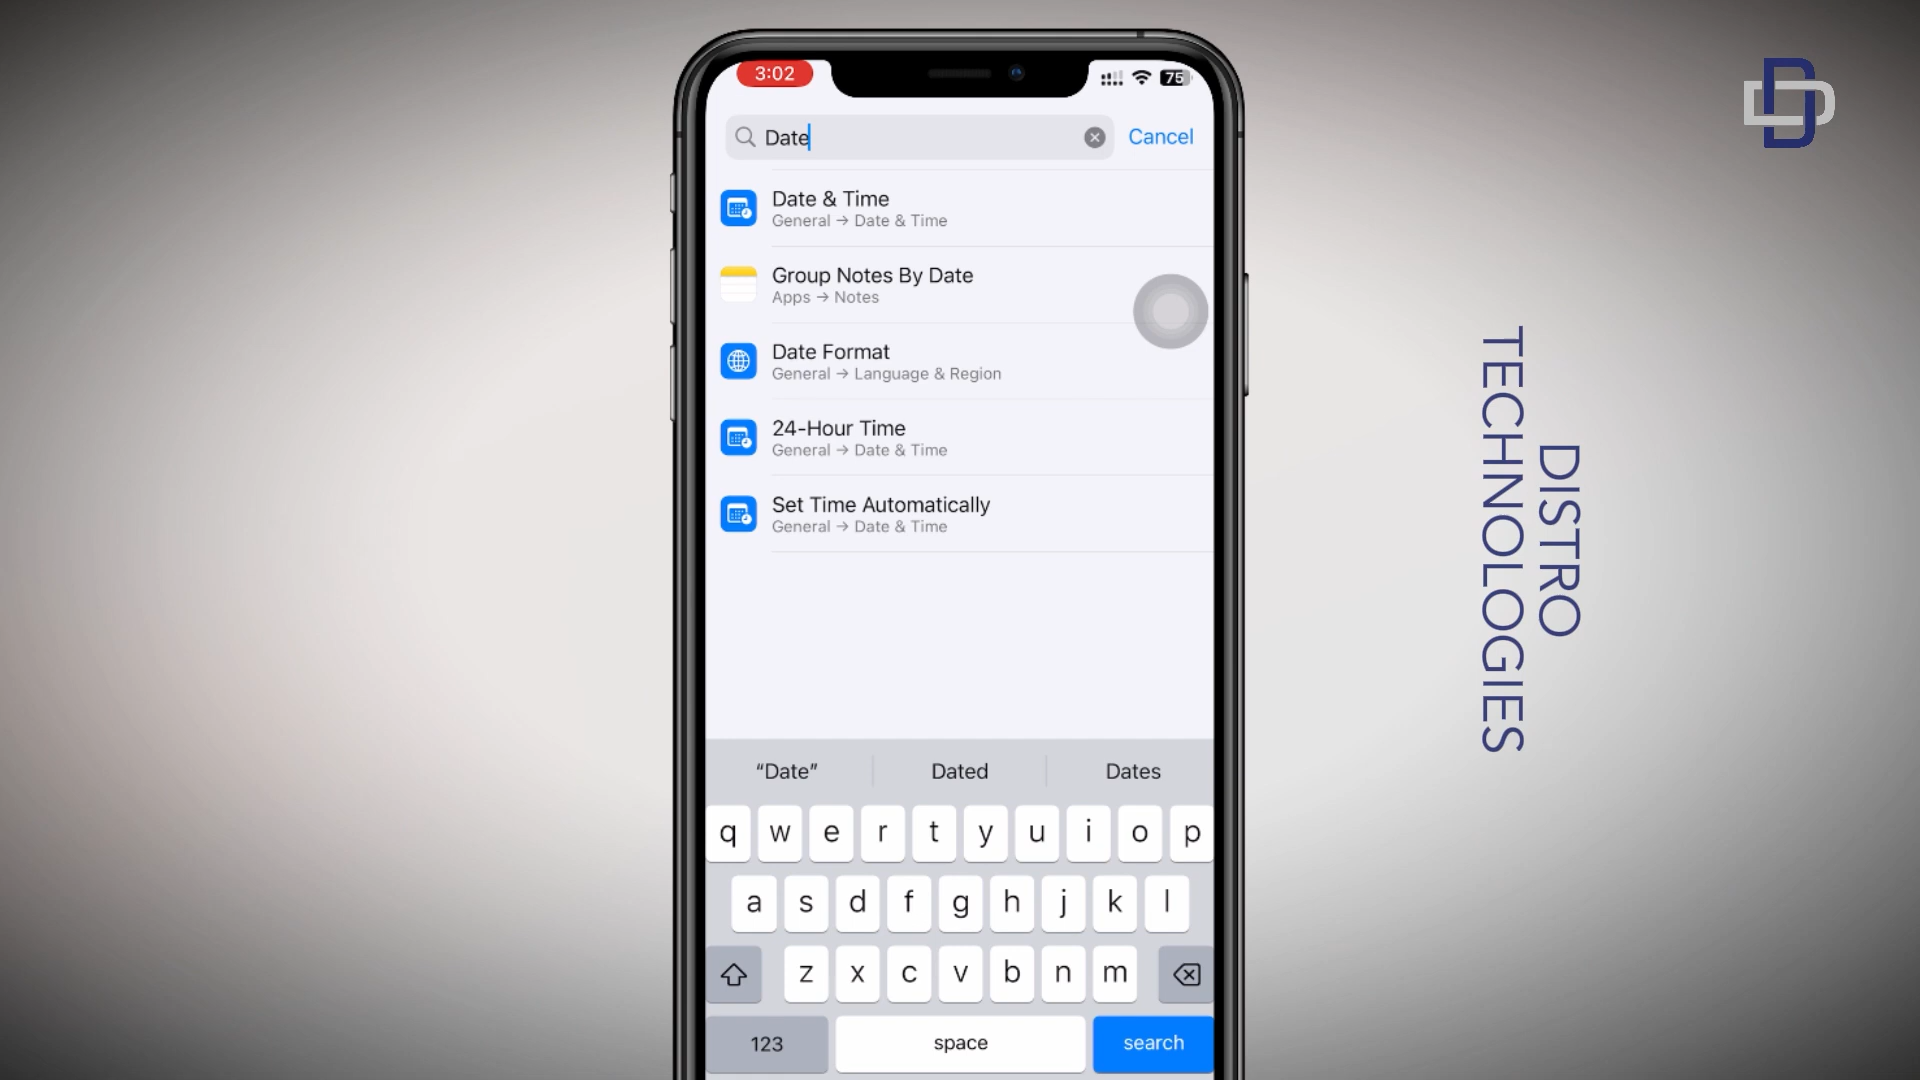 3:02
75
Date
Cancel
Date & Time
General → Date & Time
Group Notes By Date
Apps → Notes
Date Format
General → Language & Region
24-Hour Time
General → Date & Time
Set Time Automatically
General → Date & Time
“Date”
Dated
Dates
q w e r t y u i o p
a s d f g h j k l
z x c v b n m
123
space
search
DISTRO
TECHNOLOGIES